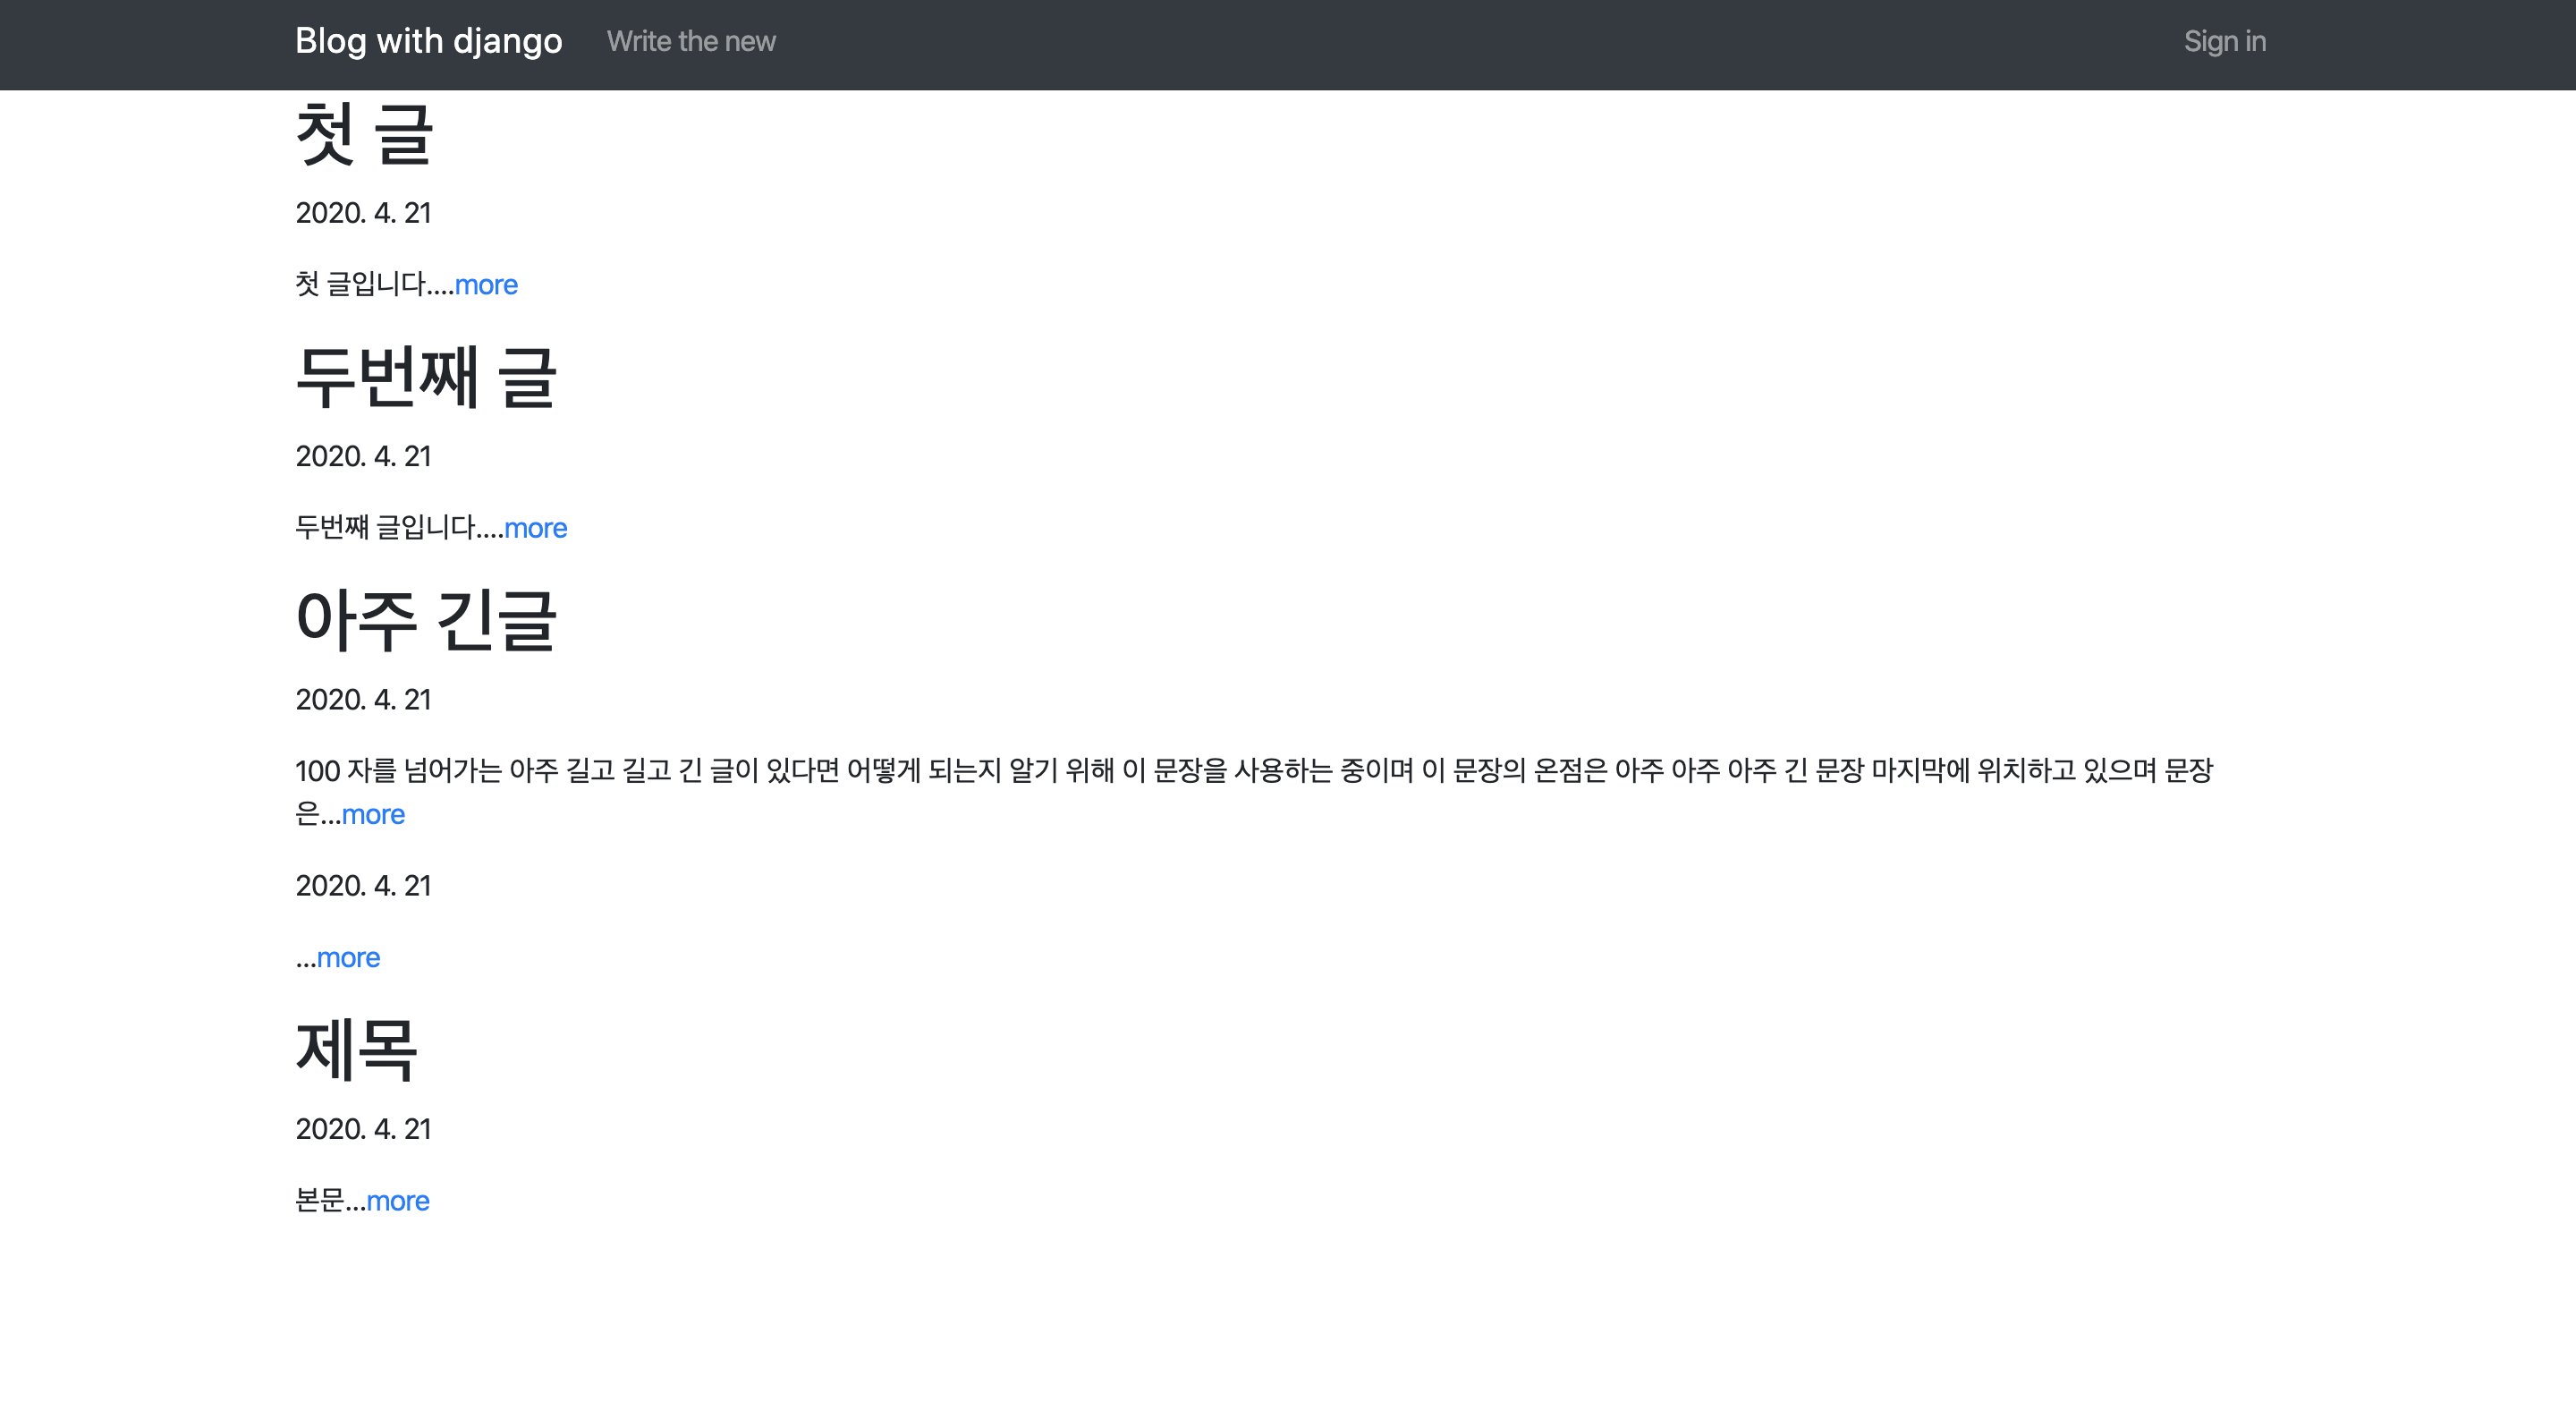 Blog with django Write the new Sign in
첫 글
2020. 4. 21
첫 글입니다....more
두번째 글
2020. 4. 21
두번쨰 글입니다....more
아주 긴글
2020. 4. 21
100 자를 넘어가는 아주 길고 길고 긴 글이 있다면 어떻게 되는지 알기 위해 이 문장을 사용하는 중이며 이 문장의 온점은 아주 아주 아주 긴 문장 마지막에 위치하고 있으며 문장
은...more
2020. 4. 21
...more
제목
2020. 4. 21
본문...more